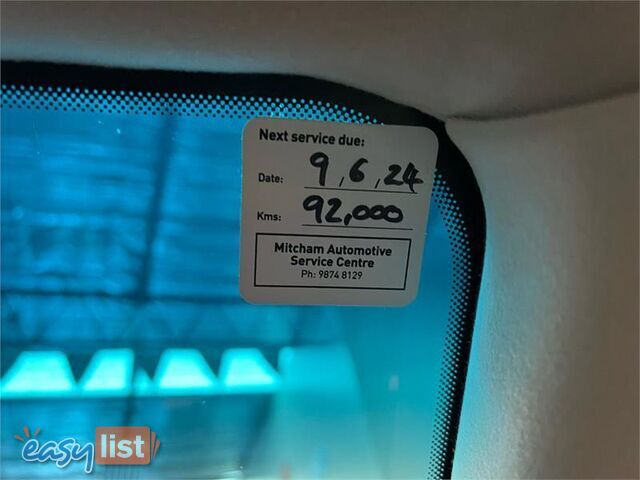 Next service due:
Date: 9, 6, 24
Kms: 92,000
Mitcham Automotive
Service Centre
Ph: 9874 8129
easy list